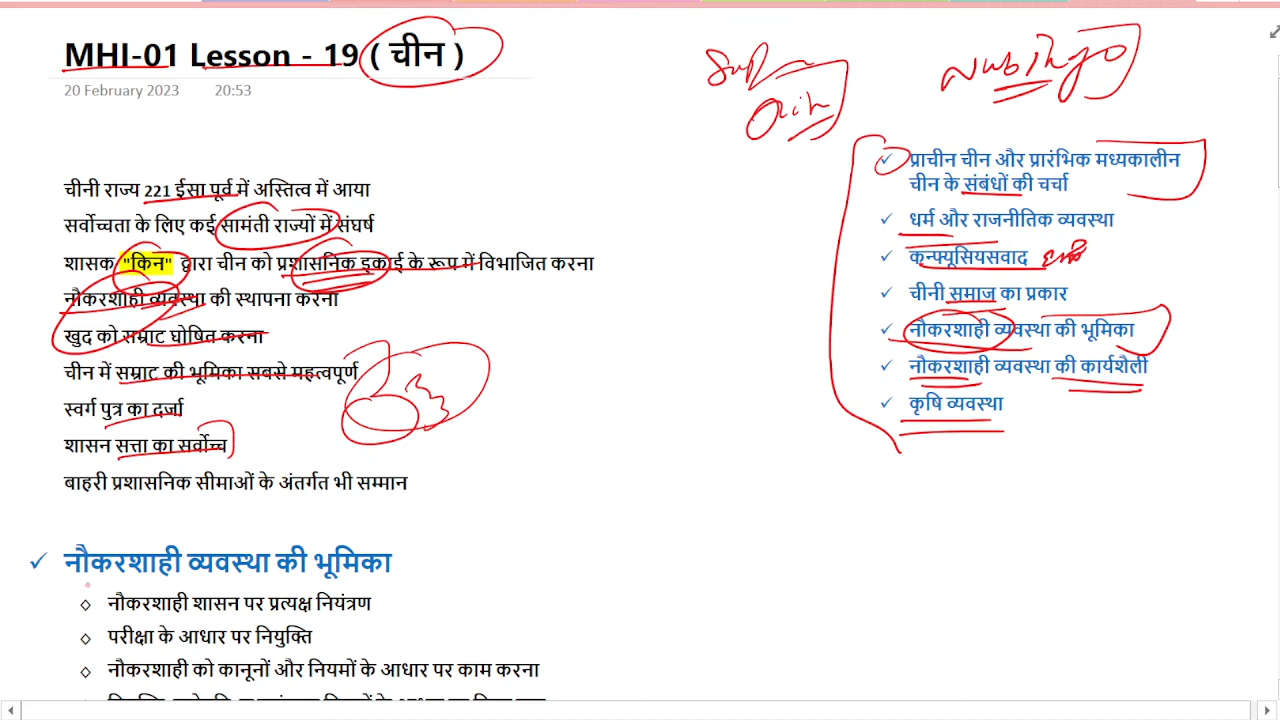 MHI-01 Lesson - 19 ( चीन )
20 February 2023 20:53
चीनी राज्य 221 ईसा पूर्व में अस्तित्व में आया
सर्वोच्चता के लिए कई सामंती राज्यों में संघर्ष
शासक "किन" द्वारा चीन को प्रशासनिक इकाई के रूप में विभाजित करना
नौकरशाही व्यवस्था की स्थापना करना
खुद को सम्राट घोषित करना
चीन में सम्राट की भूमिका सबसे महत्वपूर्ण
स्वर्ग पुत्र का दर्जा
शासन सत्ता का सर्वोच्च
बाहरी प्रशासनिक सीमाओं के अंतर्गत भी सम्मान
Qin
प्राचीन चीन और प्रारंभिक मध्यकालीन
चीन के संबंधों की चर्चा
धर्म और राजनीतिक व्यवस्था
कन्फ्यूसियसवाद
चीनी समाज का प्रकार
नौकरशाही व्यवस्था की भूमिका
नौकरशाही व्यवस्था की कार्यशैली
कृषि व्यवस्था
नौकरशाही व्यवस्था की भूमिका
नौकरशाही शासन पर प्रत्यक्ष नियंत्रण
परीक्षा के आधार पर नियुक्ति
नौकरशाही को कानूनों और नियमों के आधार पर काम करना